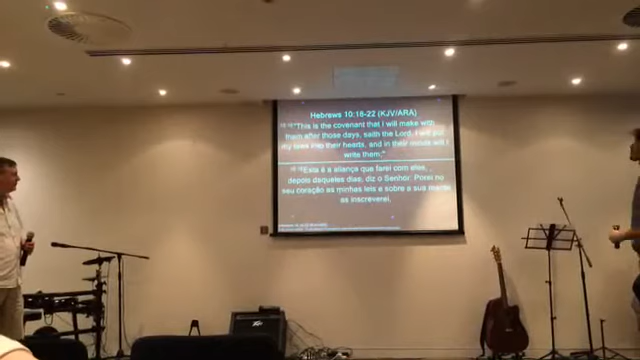 Hebrews 10:16-22 (KJV/ARA)
"This is the covenant that I will make with
them after those days, saith the Lord, I will put
my laws into their hearts, and in their minds will I
write them;"
"Esta é a aliança que farei com eles,
depois daqueles dias, diz o Senhor: Porei no
seu coração as minhas leis e sobre a sua mente
as inscreverei,